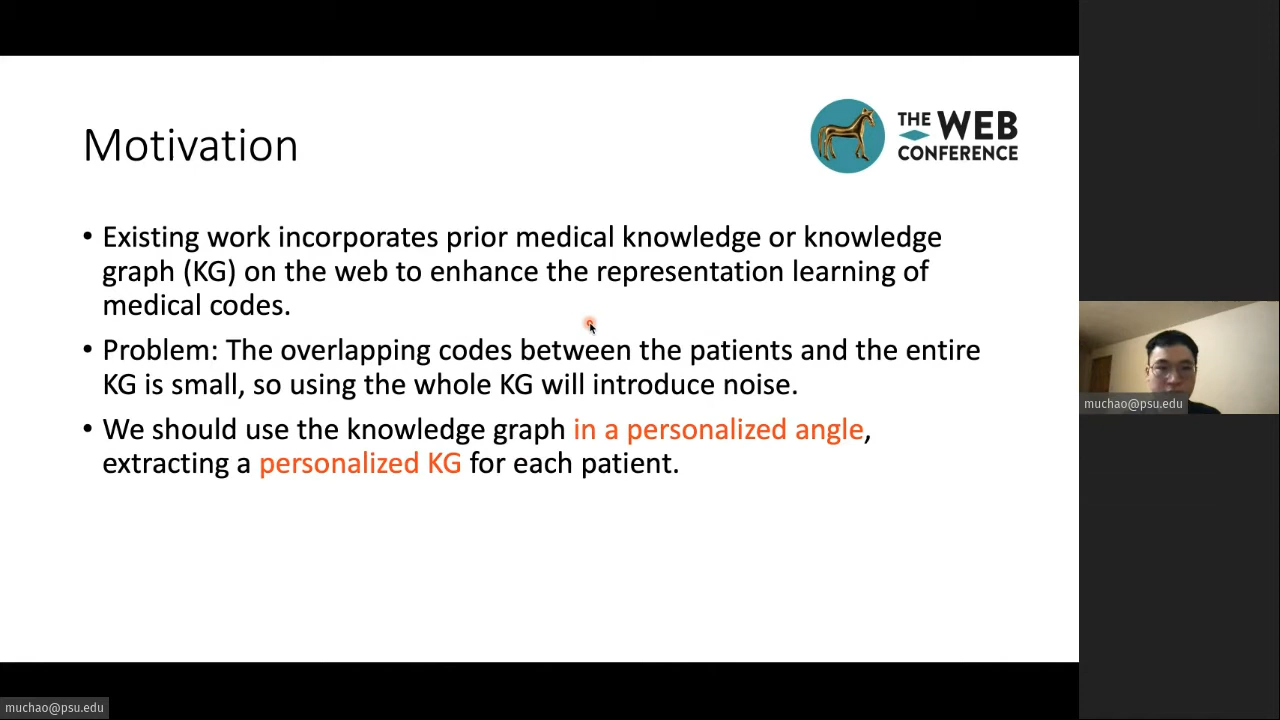 Motivation
THE WEB
CONFERENCE
• Existing work incorporates prior medical knowledge or knowledge
graph (KG) on the web to enhance the representation learning of
medical codes.
• Problem: The overlapping codes between the patients and the entire
KG is small, so using the whole KG will introduce noise.
• We should use the knowledge graph in a personalized angle,
extracting a personalized KG for each patient.
muchao@psu.edu
muchao@psu.edu